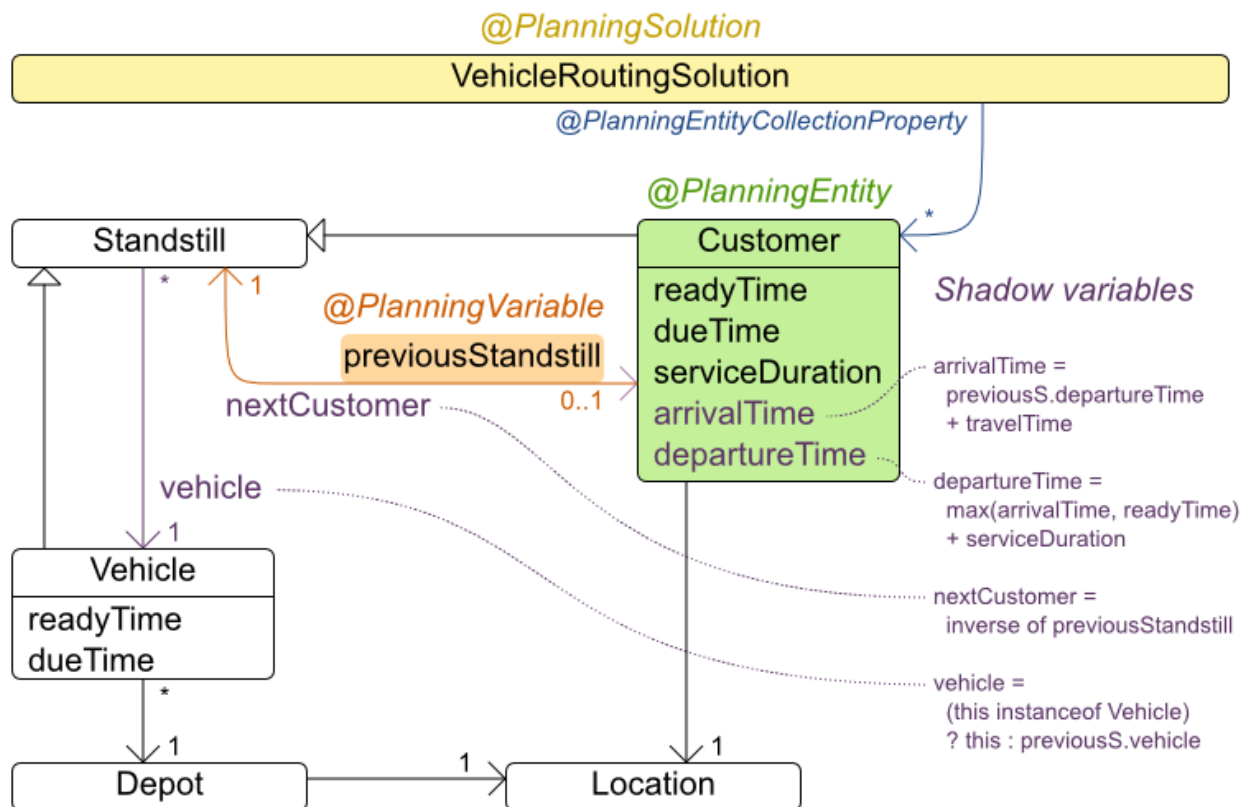 @PlanningSolution
VehicleRoutingSolution
@PlanningEntityCollectionProperty
@PlanningEntity
*
Standstill
Customer
*
1
@PlanningVariable
previousStandstill
0..1
nextCustomer
readyTime
dueTime
serviceDuration
arrivalTime
departureTime
Shadow variables
arrivalTime =
previousS.departureTime
+ travelTime
departureTime =
max(arrivalTime, readyTime)
+ serviceDuration
nextCustomer =
inverse of previousStandstill
vehicle =
(this instanceof Vehicle)
? this : previousS.vehicle
vehicle
1
Vehicle
readyTime
dueTime
*
1
Depot
1
1
Location